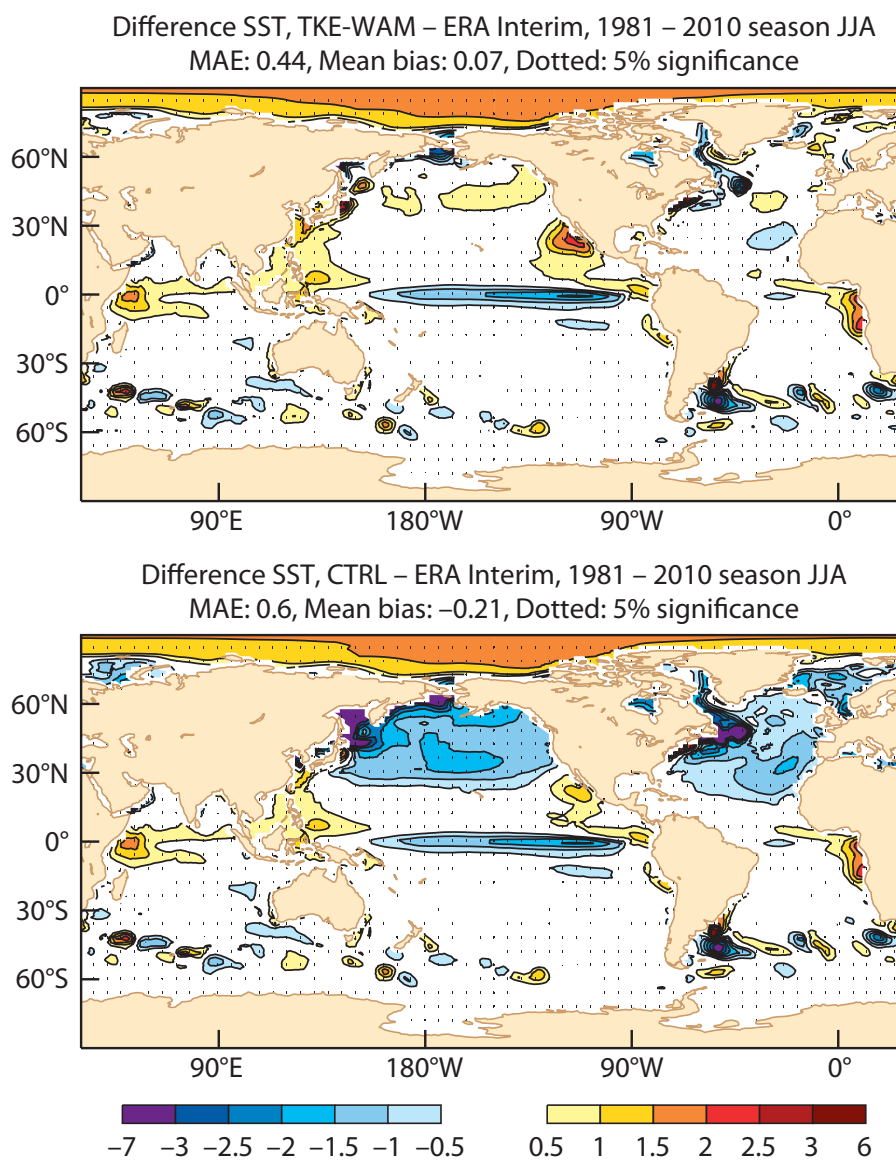 Difference SST, TKE-WAM – ERA Interim, 1981 – 2010 season JJA
MAE: 0.44, Mean bias: 0.07, Dotted: 5% significance
60°N
30°N
0°
30°S
60°S
90°E 180°W 90°W 0°
Difference SST, CTRL – ERA Interim, 1981 – 2010 season JJA
MAE: 0.6, Mean bias: –0.21, Dotted: 5% significance
60°N
30°N
0°
30°S
60°S
90°E 180°W 90°W 0°
–7 –3 –2.5 –2 –1.5 –1 –0.5 0.5 1 1.5 2 2.5 3 6